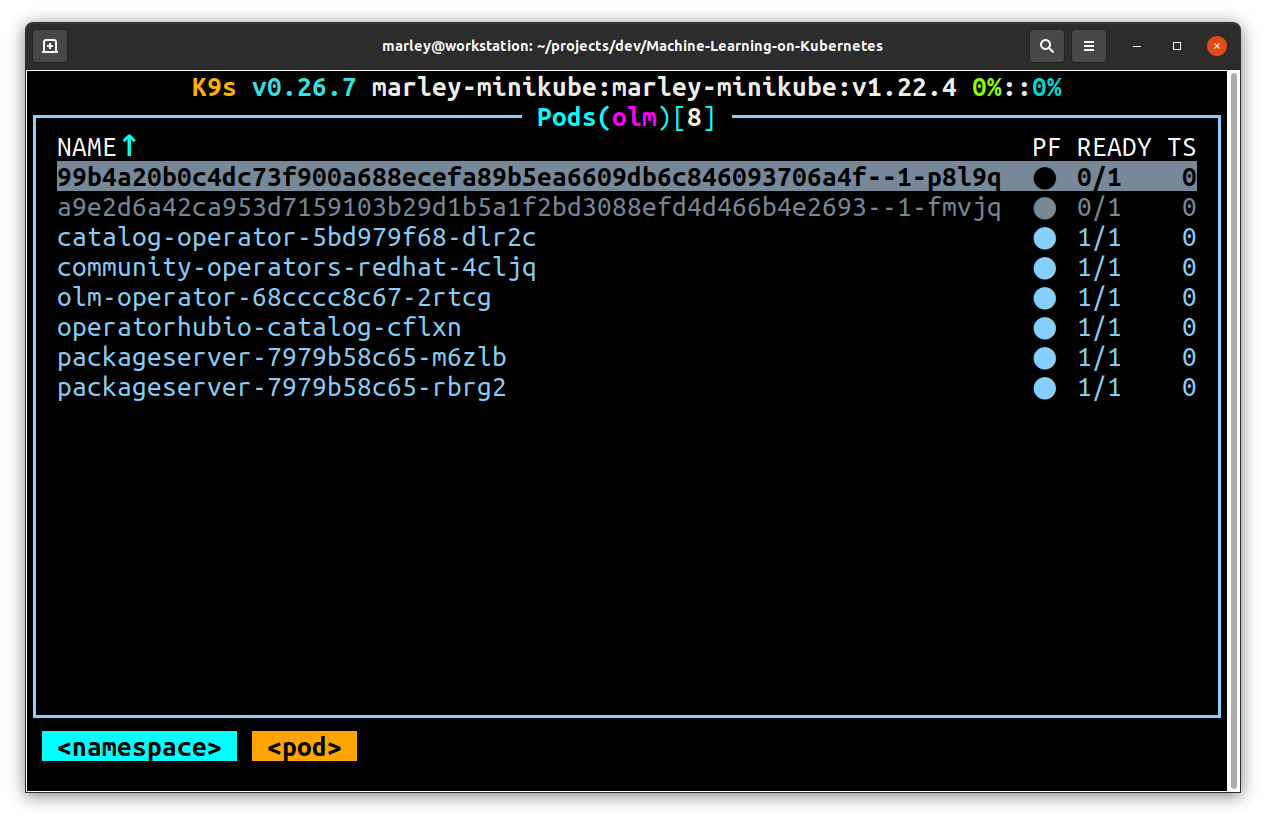 marley@workstation: ~/projects/dev/Machine-Learning-on-Kubernetes
K9s v0.26.7 marley-minikube:marley-minikube:v1.22.4 0%::0%
Pods(olm)[8]
NAME↑ PF READY TS
99b4a20b0c4dc73f900a688ecefa89b5ea6609db6c846093706a4f--1-p8l9q ● 0/1 0
a9e2d6a42ca953d7159103b29d1b5a1f2bd3088efd4d466b4e2693--1-fmvjq ● 0/1 0
catalog-operator-5bd979f68-dlr2c ● 1/1 0
community-operators-redhat-4cljq ● 1/1 0
olm-operator-68cccc8c67-2rtcg ● 1/1 0
operatorhubio-catalog-cflxn ● 1/1 0
packageserver-7979b58c65-m6zlb ● 1/1 0
packageserver-7979b58c65-rbrg2 ● 1/1 0
<namespace> <pod>